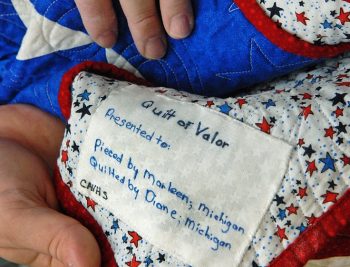 Quilt of Valor
Presented to:
Pieced by Marleen; Michigan
Quilted by Diane; Michigan